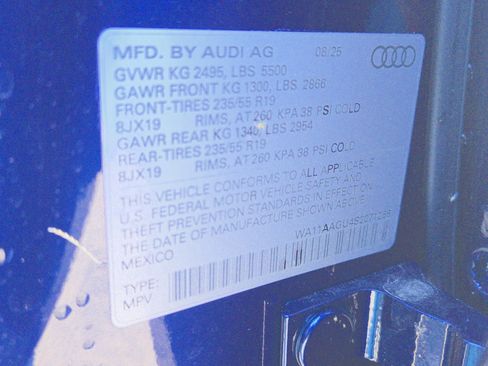 MFD. BY AUDI AG 08/25
GVWR KG 2495, LBS 5500
GAWR FRONT KG 1300, LBS 2866
FRONT-TIRES 235/55 R19
8JX19 RIMS, AT 260 KPA 38 PSI COLD
GAWR REAR KG 1340, LBS 2954
REAR-TIRES 235/55 R19
8JX19 RIMS, AT 260 KPA 38 PSI COLD
THIS VEHICLE CONFORMS TO ALL APPLICABLE
U.S. FEDERAL MOTOR VEHICLE SAFETY AND
THEFT PREVENTION STANDARDS IN EFFECT ON
THE DATE OF MANUFACTURE SHOWN ABOVE.
MEXICO
TYPE:
MPV